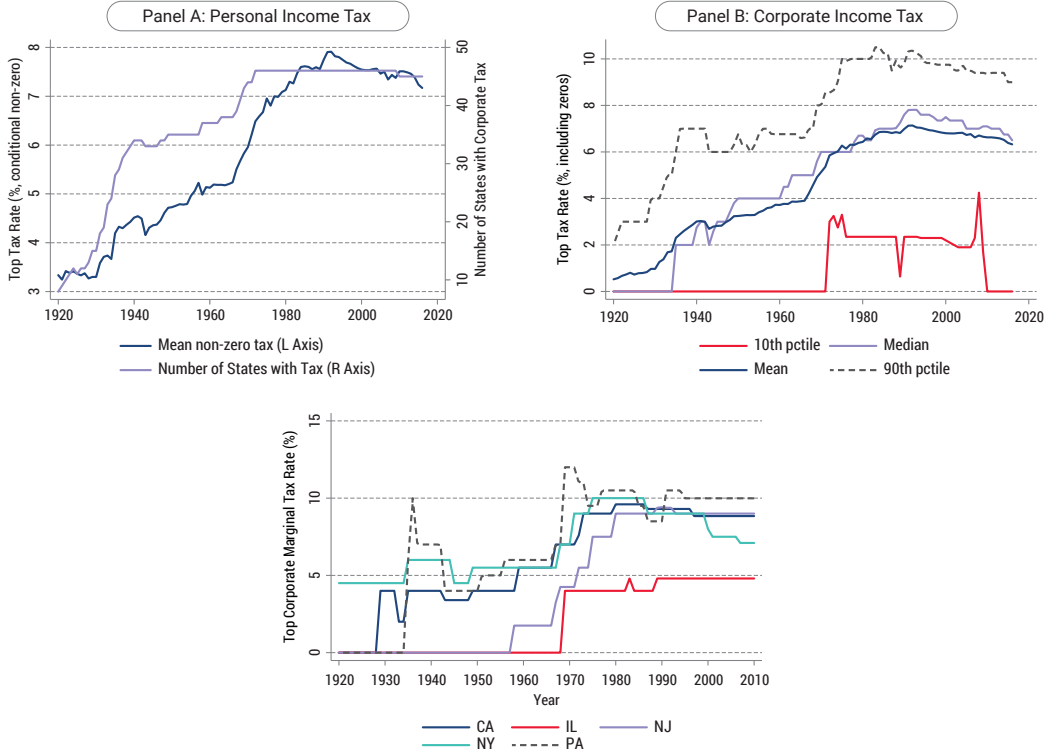 Panel A: Personal Income Tax
Top Tax Rate (%, conditional non-zero)
8
7
6
5
4
3
50
40
30
20
10
Number of States with Corporate Tax
1920 1940 1960 1980 2000 2020
Mean non-zero tax (L Axis)
Number of States with Tax (R Axis)
Panel B: Corporate Income Tax
Top Tax Rate (%, including zeros)
10
8
6
4
2
0
1920 1940 1960 1980 2000 2020
10th pctile Median
Mean 90th pctile
Top Corporate Marginal Tax Rate (%)
15
10
5
0
1920 1930 1940 1950 1960 1970 1980 1990 2000 2010
Year
CA IL NJ
NY PA